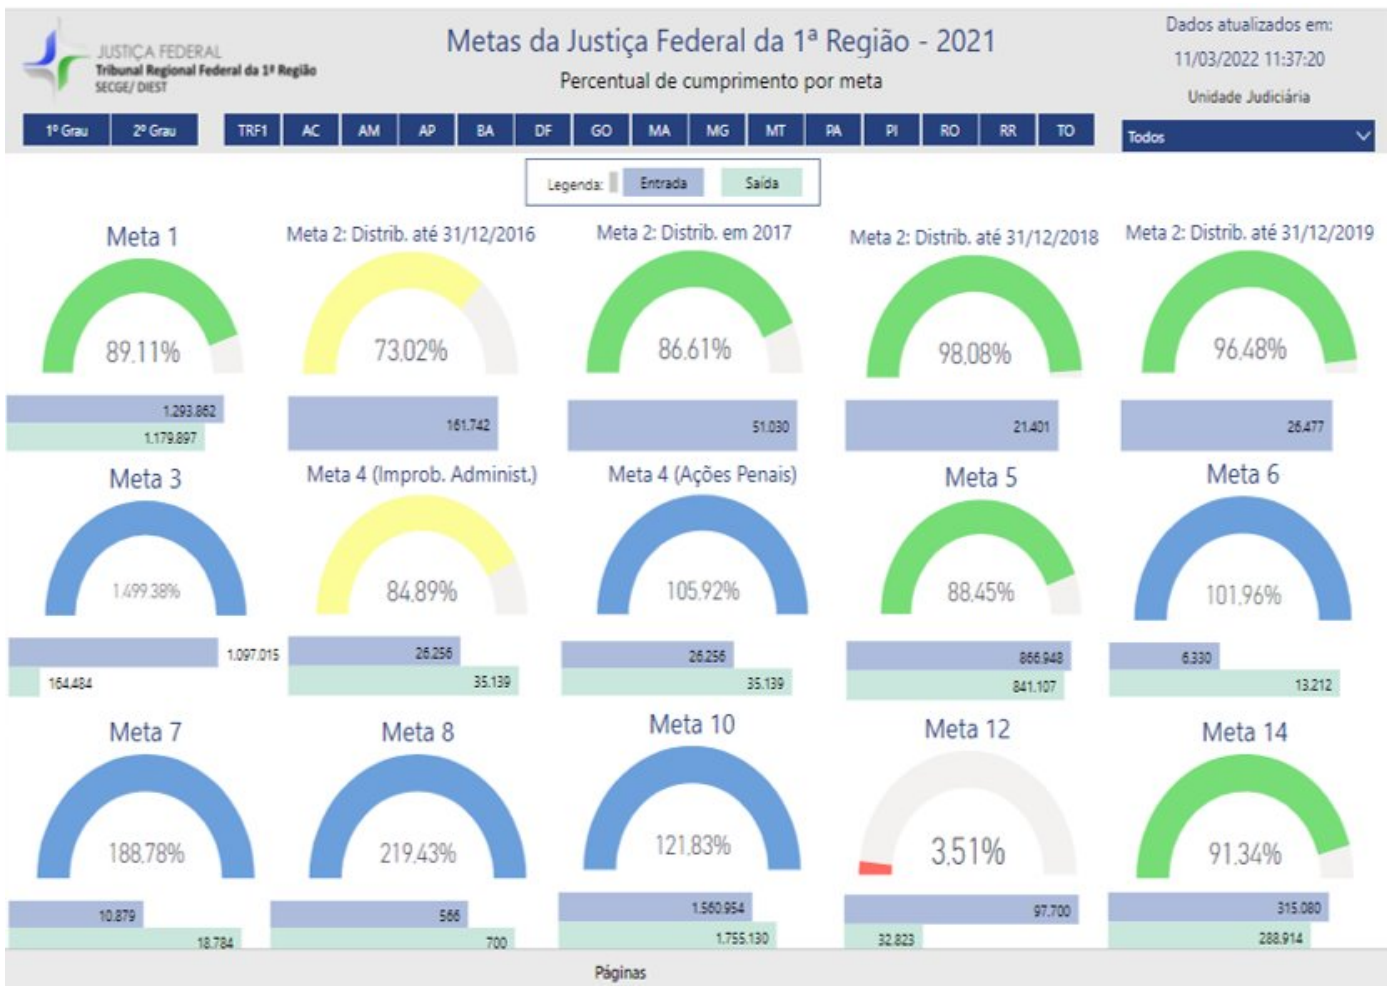 JUSTIÇA FEDERAL
Tribunal Regional Federal da 1ª Região
SECGE/ DIEST
Metas da Justiça Federal da 1ª Região - 2021
Percentual de cumprimento por meta
Dados atualizados em:
11/03/2022 11:37:20
Unidade Judiciária
1º Grau 2º Grau TRF1 AC AM AP BA DF GO MA MG MT PA PI RO RR TO Todos
Legenda: Entrada Saída
Meta 1 Meta 2: Distrib. até 31/12/2016 Meta 2: Distrib. em 2017 Meta 2: Distrib. até 31/12/2018 Meta 2: Distrib. até 31/12/2019
89.11% 73,02% 86.61% 98,08% 96,48%
1.293.862 161.742 51.030 21.401 26.477
1.179.897
Meta 3 Meta 4 (Improb. Administ.) Meta 4 (Ações Penais) Meta 5 Meta 6
1.499.38% 84,89% 105,92% 88,45% 101,96%
1.097.015 26.256 26.256 866.948 6.330
164.484 35.139 35.139 841.107 13.212
Meta 7 Meta 8 Meta 10 Meta 12 Meta 14
188,78% 219,43% 121,83% 3,51% 91,34%
10.879 566 1.560.954 97.700 315.080
18.784 700 1.755.130 32.823 288.914
Páginas